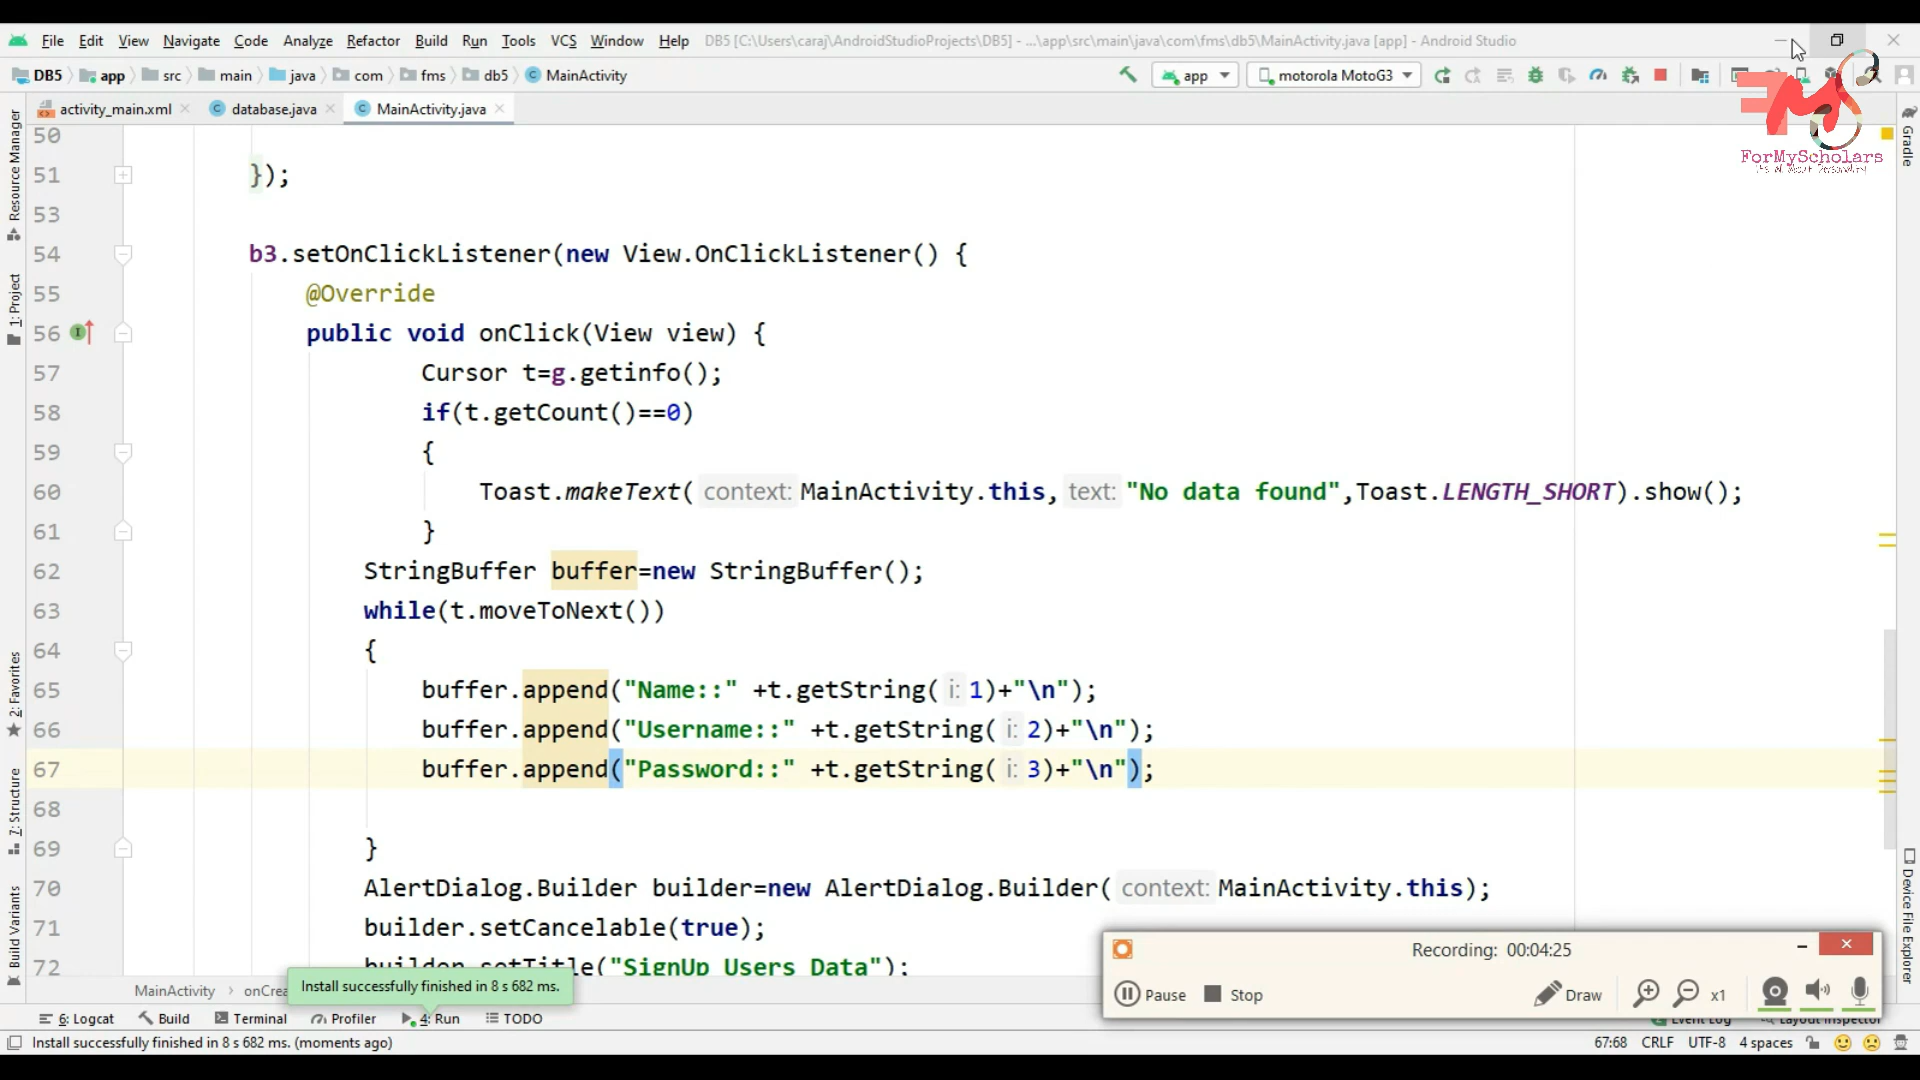 File Edit View Navigate Code Analyze Refactor Build Run Tools VCS Window Help DB5 [C:\Users\caraj\AndroidStudioProjects\DB5] - ...\app\src\main\java\com\fms\db5\MainActivity.java [app] - Android Studio
DB5 app src main java com fms db5 MainActivity app motorola MotoG3
activity_main.xml database.java MainActivity.java
ForMyScholars
Resource Manager
1: Project
2: Favorites
7: Structure
Build Variants
Gradle
Device File Explorer
50
51 });
53
54 b3.setOnClickListener(new View.OnClickListener() {
55 @Override
56 public void onClick(View view) {
57 Cursor t=g.getinfo();
58 if(t.getCount()==0)
59 {
60 Toast.makeText( context: MainActivity.this, text: "No data found",Toast.LENGTH_SHORT).show();
61 }
62 StringBuffer buffer=new StringBuffer();
63 while(t.moveToNext())
64 {
65 buffer.append("Name::" +t.getString( i: 1)+"\n");
66 buffer.append("Username::" +t.getString( i: 2)+"\n");
67 buffer.append("Password::" +t.getString( i: 3)+"\n");
68
69 }
70 AlertDialog.Builder builder=new AlertDialog.Builder( context: MainActivity.this);
71 builder.setCancelable(true);
72 builder.setTitle("SignUp Users Data");
Recording: 00:04:25
Pause Stop Draw x1
MainActivity onCrea
Install successfully finished in 8 s 682 ms.
6: Logcat Build Terminal Profiler 4: Run TODO Event Log Layout Inspector
Install successfully finished in 8 s 682 ms. (moments ago) 67:68 CRLF UTF-8 4 spaces